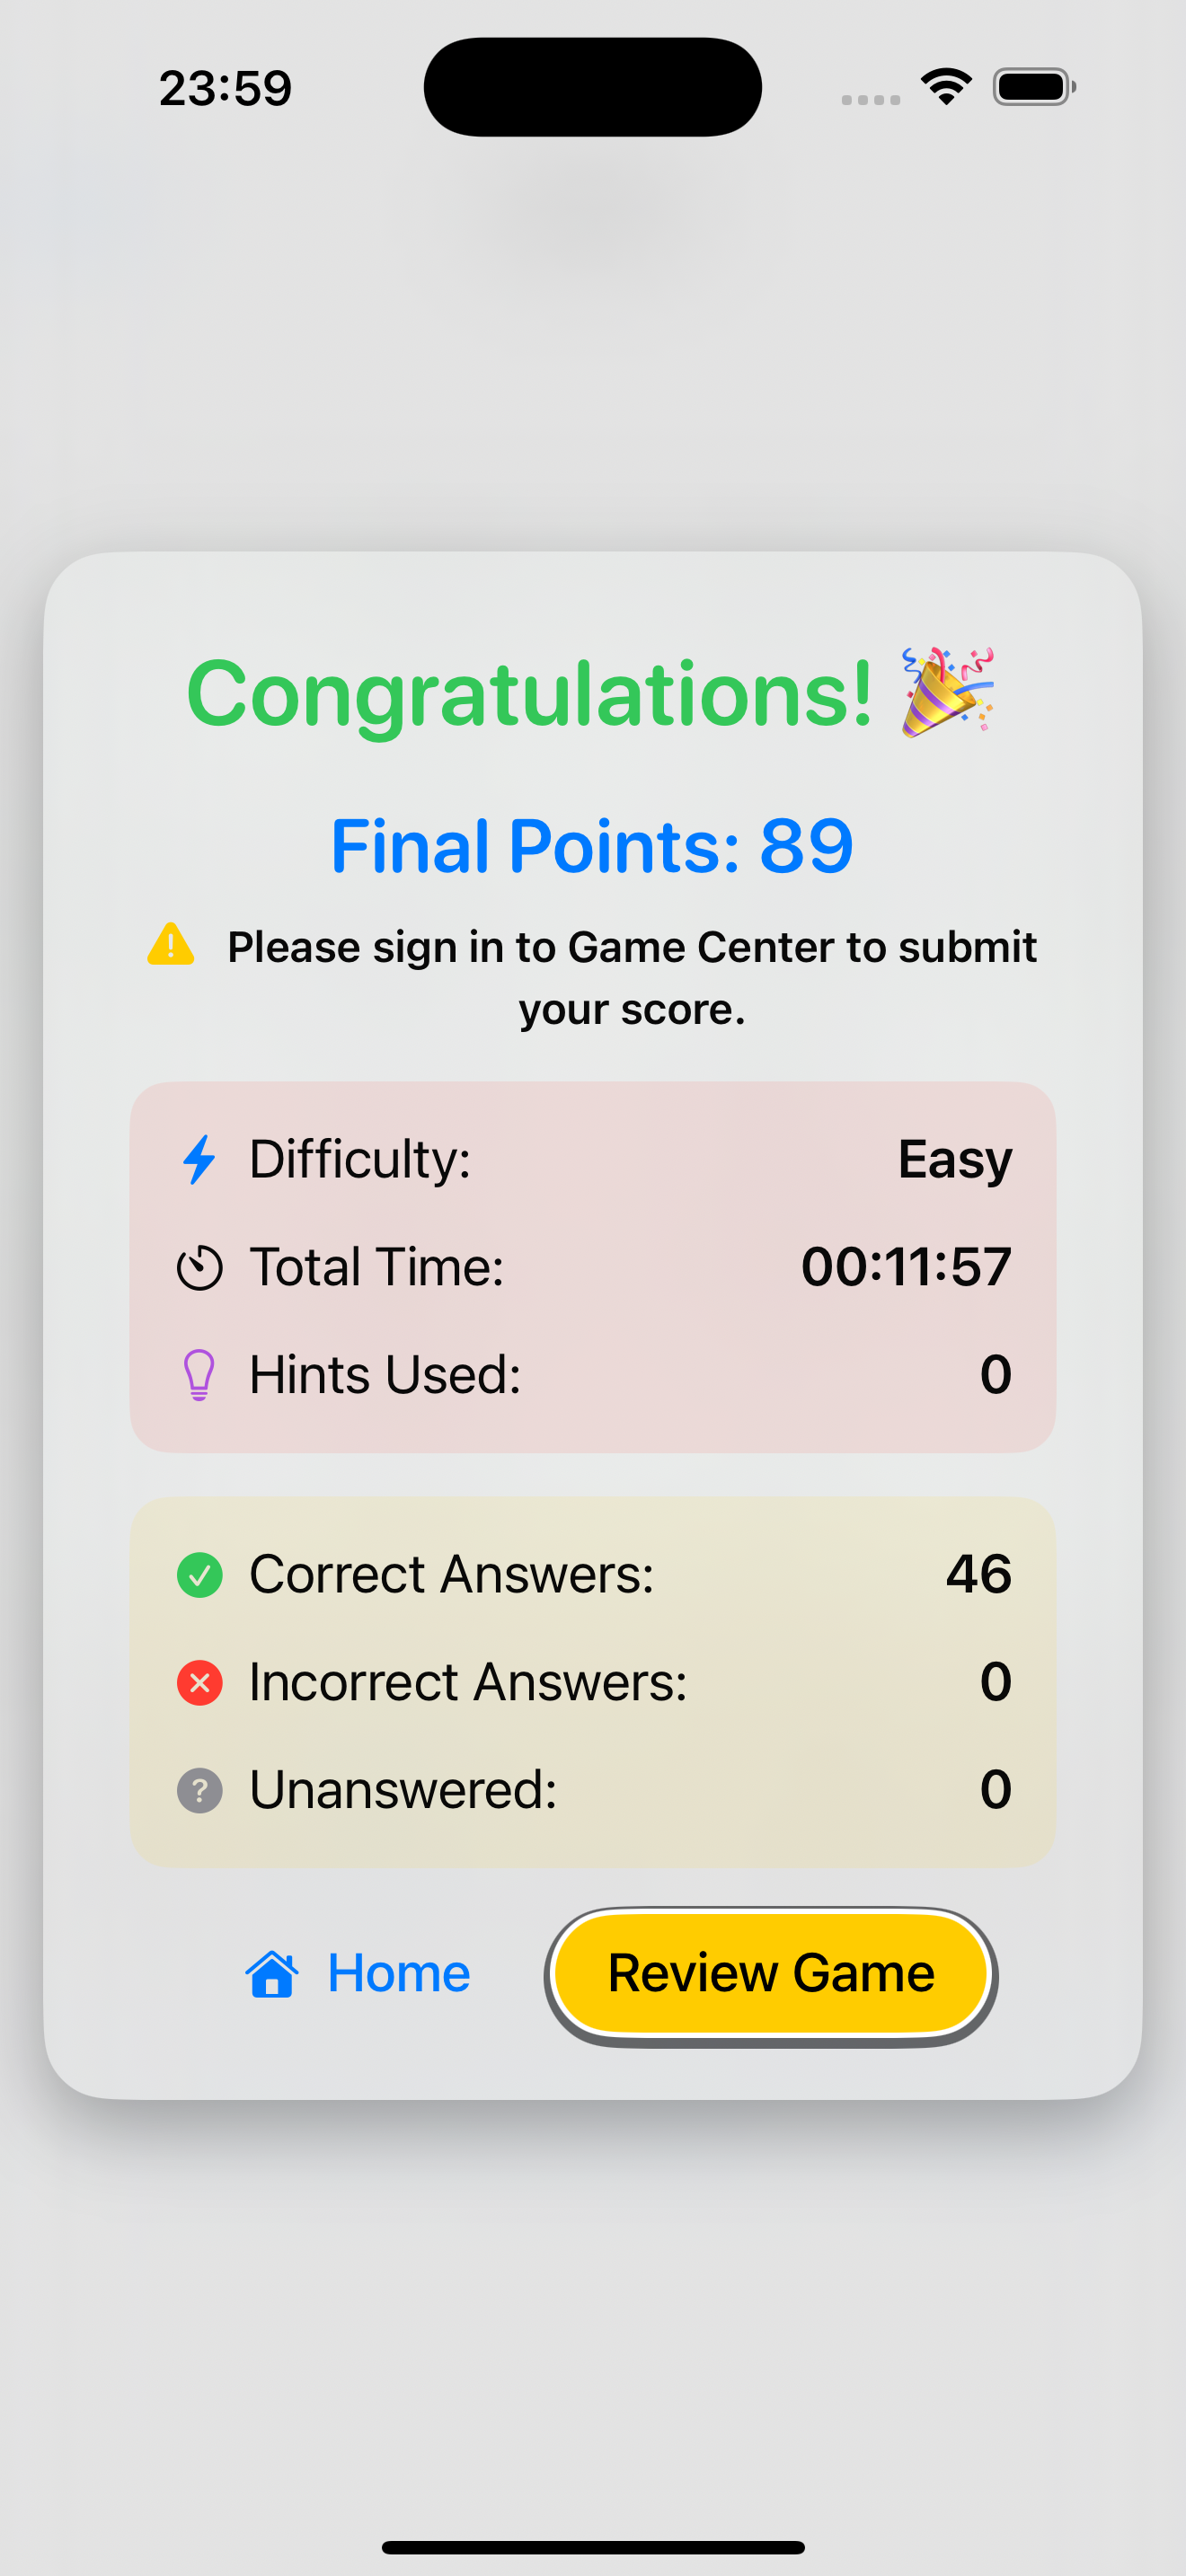 23:59
Congratulations! 🎉
Final Points: 89
Please sign in to Game Center to submit
your score.
Difficulty: Easy
Total Time: 00:11:57
Hints Used: 0
Correct Answers: 46
Incorrect Answers: 0
Unanswered: 0
Home Review Game